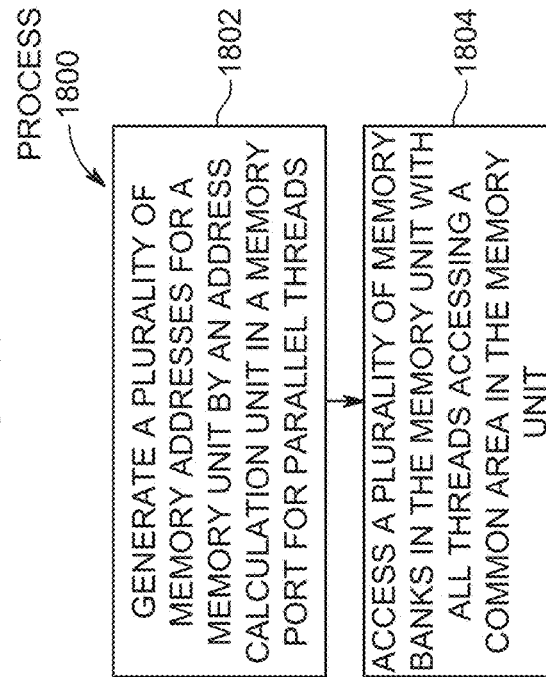 PROCESS
1800
GENERATE A PLURALITY OF
MEMORY ADDRESSES FOR A
MEMORY UNIT BY AN ADDRESS
CALCULATION UNIT IN A MEMORY
PORT FOR PARALLEL THREADS
1802
ACCESS A PLURALITY OF MEMORY
BANKS IN THE MEMORY UNIT WITH
ALL THREADS ACCESSING A
COMMON AREA IN THE MEMORY
UNIT
1804